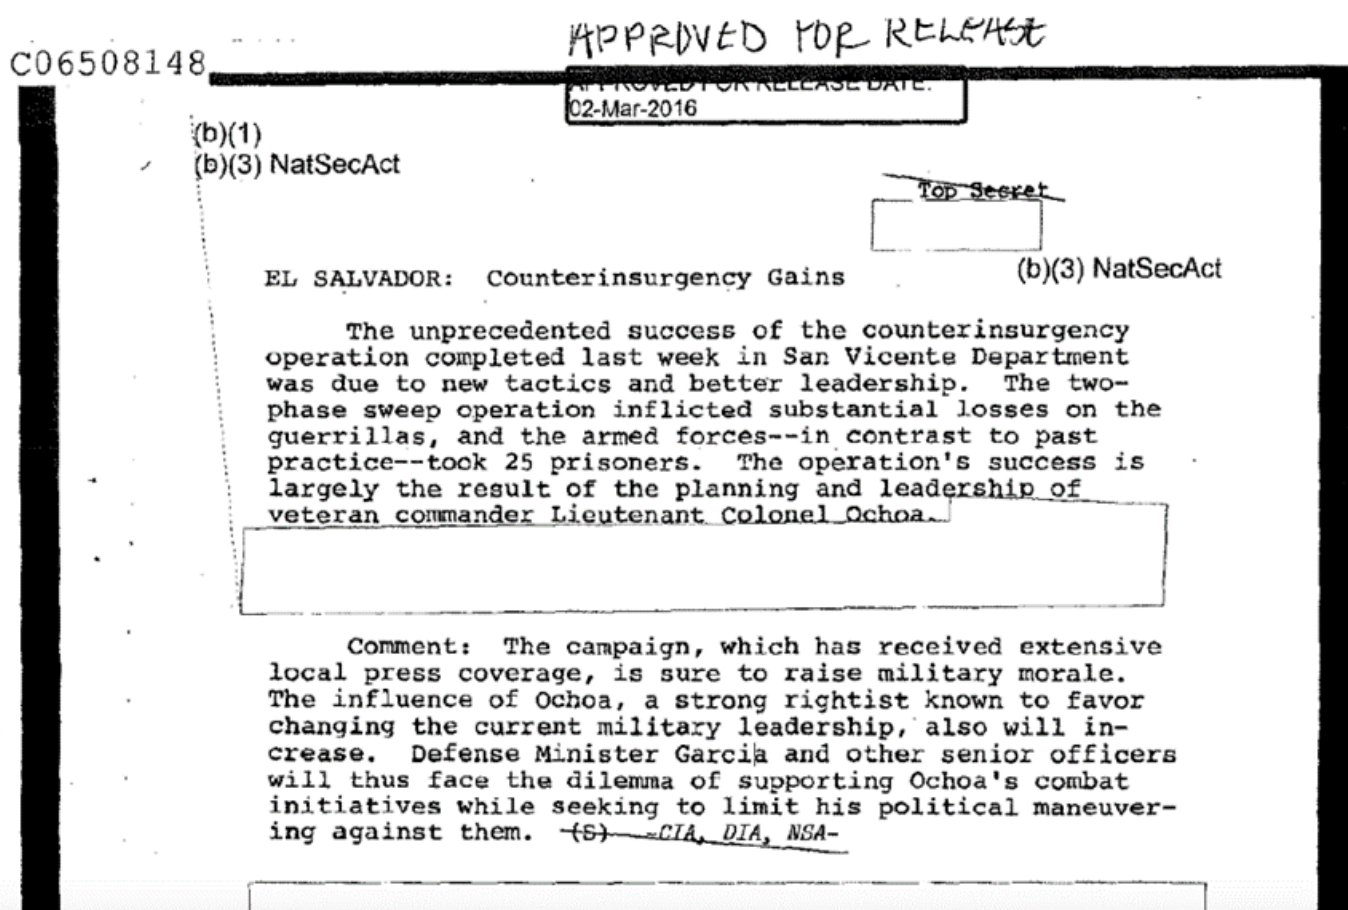 APPROVED FOR RELEASE
C06508148
APPROVED FOR RELEASE DATE:
02-Mar-2016
(b)(1)
(b)(3) NatSecAct
Top Secret
(b)(3) NatSecAct
EL SALVADOR: Counterinsurgency Gains
The unprecedented success of the counterinsurgency
operation completed last week in San Vicente Department
was due to new tactics and better leadership. The two-
phase sweep operation inflicted substantial losses on the
guerrillas, and the armed forces--in contrast to past
practice--took 25 prisoners. The operation's success is
largely the result of the planning and leadership of
veteran commander Lieutenant Colonel Ochoa.
Comment: The campaign, which has received extensive
local press coverage, is sure to raise military morale.
The influence of Ochoa, a strong rightist known to favor
changing the current military leadership, also will in-
crease. Defense Minister Garcia and other senior officers
will thus face the dilemma of supporting Ochoa's combat
initiatives while seeking to limit his political maneuver-
ing against them. (S) -CIA, DIA, NSA-